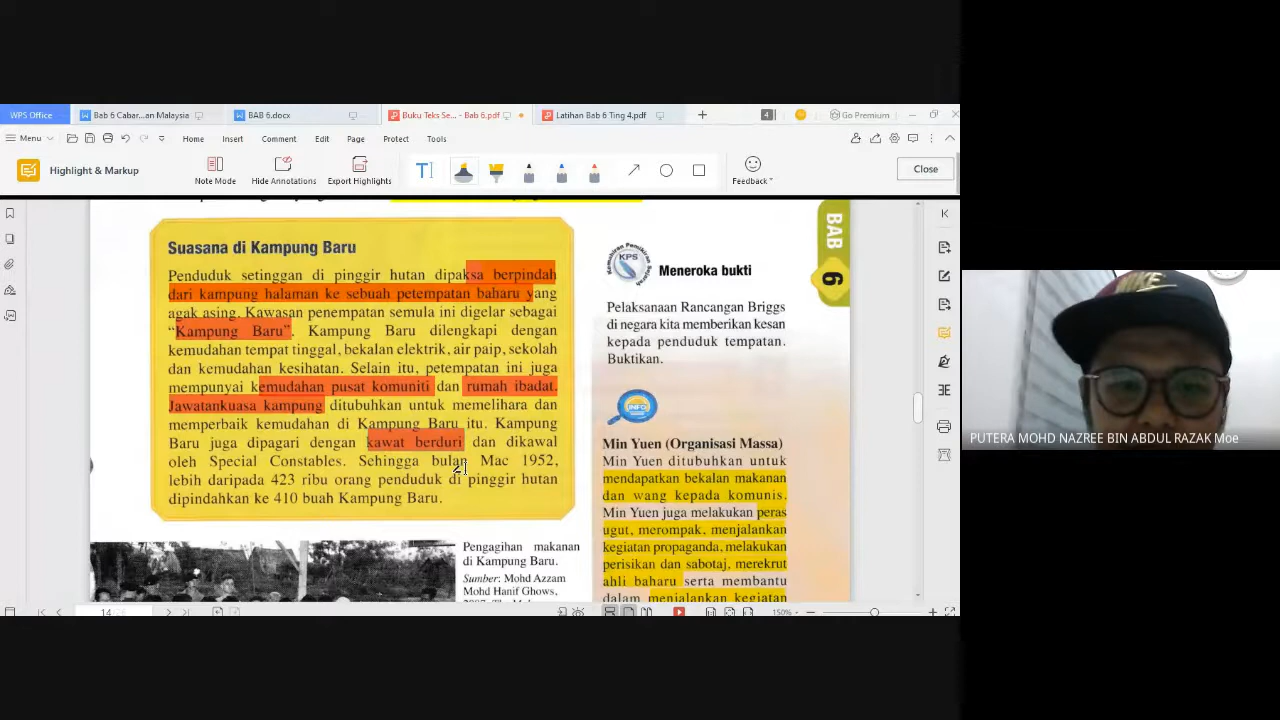 WPS Office
Bab 6 Cabar...an Malaysia
BAB 6.docx
Buku Teks Se... - Bab 6.pdf
Latihan Bab 6 Ting 4.pdf
4
Go Premium
Menu
Home
Insert
Comment
Edit
Page
Protect
Tools
Highlight & Markup
Note Mode
Hide Annotations
Export Highlights
Feedback
Close
Suasana di Kampung Baru
Penduduk setinggan di pinggir hutan dipaksa berpindah
dari kampung halaman ke sebuah petempatan baharu yang
agak asing. Kawasan penempatan semula ini digelar sebagai
“Kampung Baru”. Kampung Baru dilengkapi dengan
kemudahan tempat tinggal, bekalan elektrik, air paip, sekolah
dan kemudahan kesihatan. Selain itu, petempatan ini juga
mempunyai kemudahan pusat komuniti dan rumah ibadat.
Jawatankuasa kampung ditubuhkan untuk memelihara dan
memperbaik kemudahan di Kampung Baru itu. Kampung
Baru juga dipagari dengan kawat berduri dan dikawal
oleh Special Constables. Sehingga bulan Mac 1952,
lebih daripada 423 ribu orang penduduk di pinggir hutan
dipindahkan ke 410 buah Kampung Baru.
Pengagihan makanan
di Kampung Baru.
Sumber: Mohd Azzam
Mohd Hanif Ghows,
BAB
6
KPS
Meneroka bukti
Pelaksanaan Rancangan Briggs
di negara kita memberikan kesan
kepada penduduk tempatan.
Buktikan.
INFO
Min Yuen (Organisasi Massa)
Min Yuen ditubuhkan untuk
mendapatkan bekalan makanan
dan wang kepada komunis.
Min Yuen juga melakukan peras
ugut, merompak, menjalankan
kegiatan propaganda, melakukan
perisikan dan sabotaj, merekrut
ahli baharu serta membantu
dalam menjalankan kegiatan
14
150%
PUTERA MOHD NAZREE BIN ABDUL RAZAK Moe